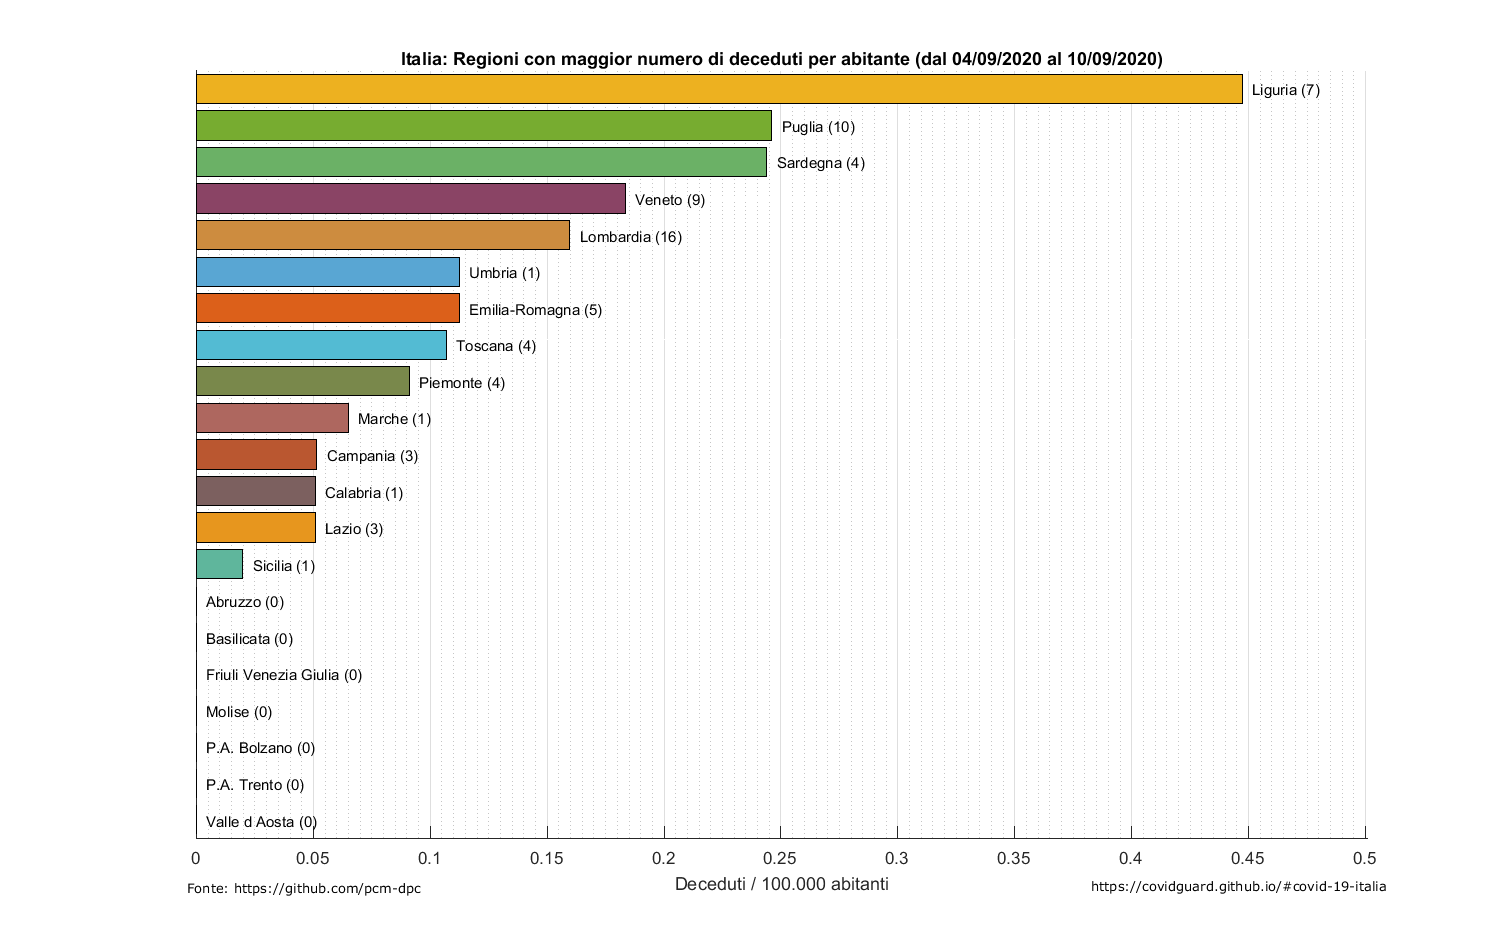 Italia: Regioni con maggior numero di deceduti per abitante (dal 04/09/2020 al 10/09/2020)
Liguria (7)
Puglia (10)
Sardegna (4)
Veneto (9)
Lombardia (16)
Umbria (1)
Emilia-Romagna (5)
Toscana (4)
Piemonte (4)
Marche (1)
Campania (3)
Calabria (1)
Lazio (3)
Sicilia (1)
Abruzzo (0)
Basilicata (0)
Friuli Venezia Giulia (0)
Molise (0)
P.A. Bolzano (0)
P.A. Trento (0)
Valle d Aosta (0)
0 0.05 0.1 0.15 0.2 0.25 0.3 0.35 0.4 0.45 0.5
Deceduti / 100.000 abitanti
Fonte: https://github.com/pcm-dpc
https://covidguard.github.io/#covid-19-italia